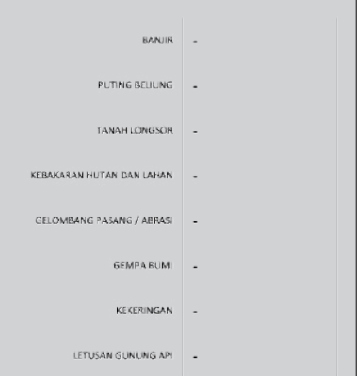 BANJIR -
PUTING BELIUNG -
TANAH LONGSOR -
KEBAKARAN HUTAN DAN LAHAN -
GELOMBANG PASANG / ABRASI -
GEMPA BUMI -
KEKERINGAN -
LETUSAN GUNUNG API -